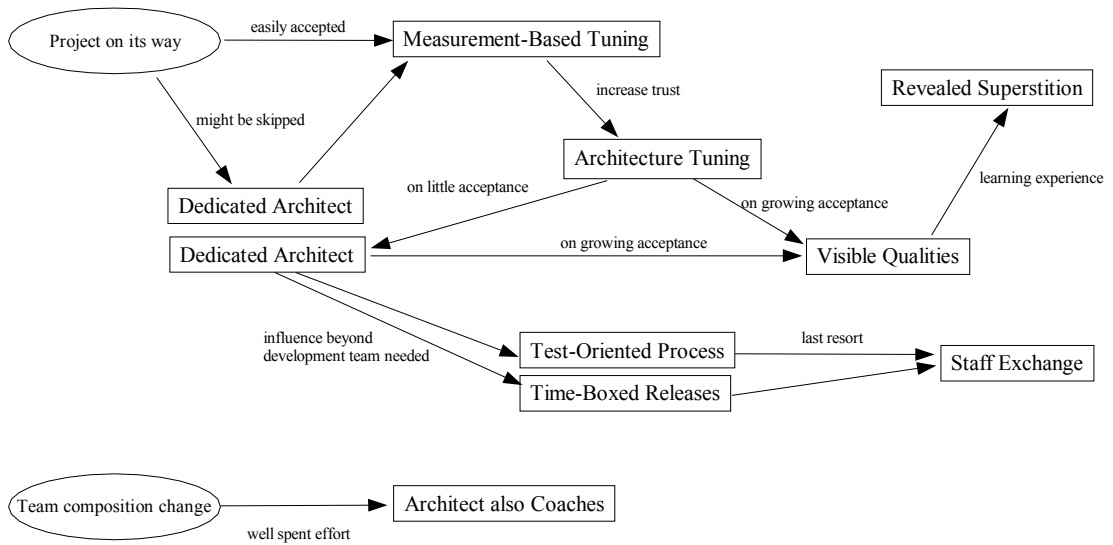 Project on its way
easily accepted
Measurement-Based Tuning
Revealed Superstition
increase trust
might be skipped
Architecture Tuning
learning experience
on little acceptance
Dedicated Architect
on growing acceptance
Dedicated Architect
on growing acceptance
Visible Qualities
influence beyond
development team needed
Test-Oriented Process
last resort
Staff Exchange
Time-Boxed Releases
Team composition change
Architect also Coaches
well spent effort